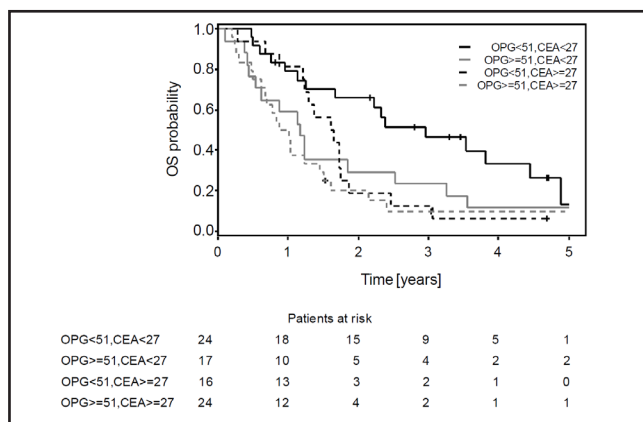 1.0
0.8
0.6
0.4
0.2
0.0
OS probability
OPG<51,CEA<27
OPG>=51,CEA<27
OPG<51,CEA>=27
OPG>=51,CEA>=27
0 1 2 3 4 5
Time [years]
Patients at risk
OPG<51,CEA<27 24 18 15 9 5 1
OPG>=51,CEA<27 17 10 5 4 2 2
OPG<51,CEA>=27 16 13 3 2 1 0
OPG>=51,CEA>=27 24 12 4 2 1 1